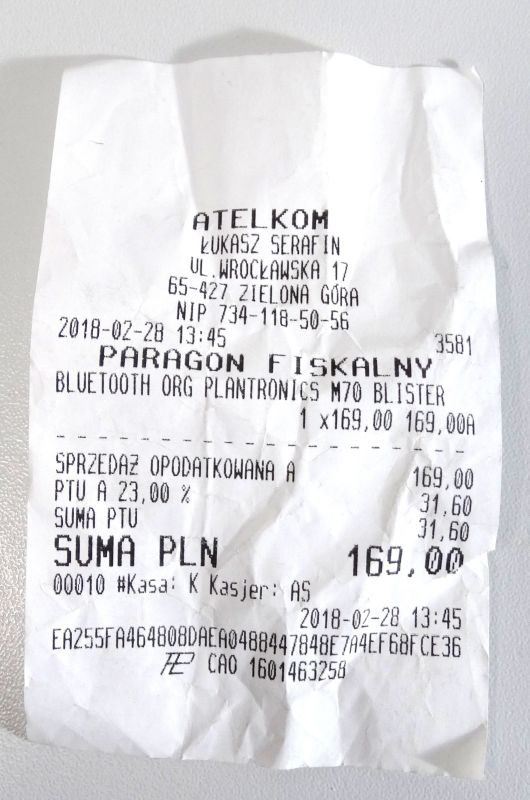 ATELKOM
ŁUKASZ SERAFIN
UL.WROCŁAWSKA 17
65-427 ZIELONA GÓRA
NIP 734-118-50-56
2018-02-28 13:45 3581
PARAGON FISKALNY
BLUETOOTH ORG PLANTRONICS M70 BLISTER
1 x169,00 169,00A
SPRZEDAŻ OPODATKOWANA A 169,00
PTU A 23,00 % 31,60
SUMA PTU 31,60
SUMA PLN 169,00
00010 #Kasa: K Kasjer: AS
2018-02-28 13:45
EA255FA464808DAEA0488447848E7A4EF68FCE36
CAO 1601463258